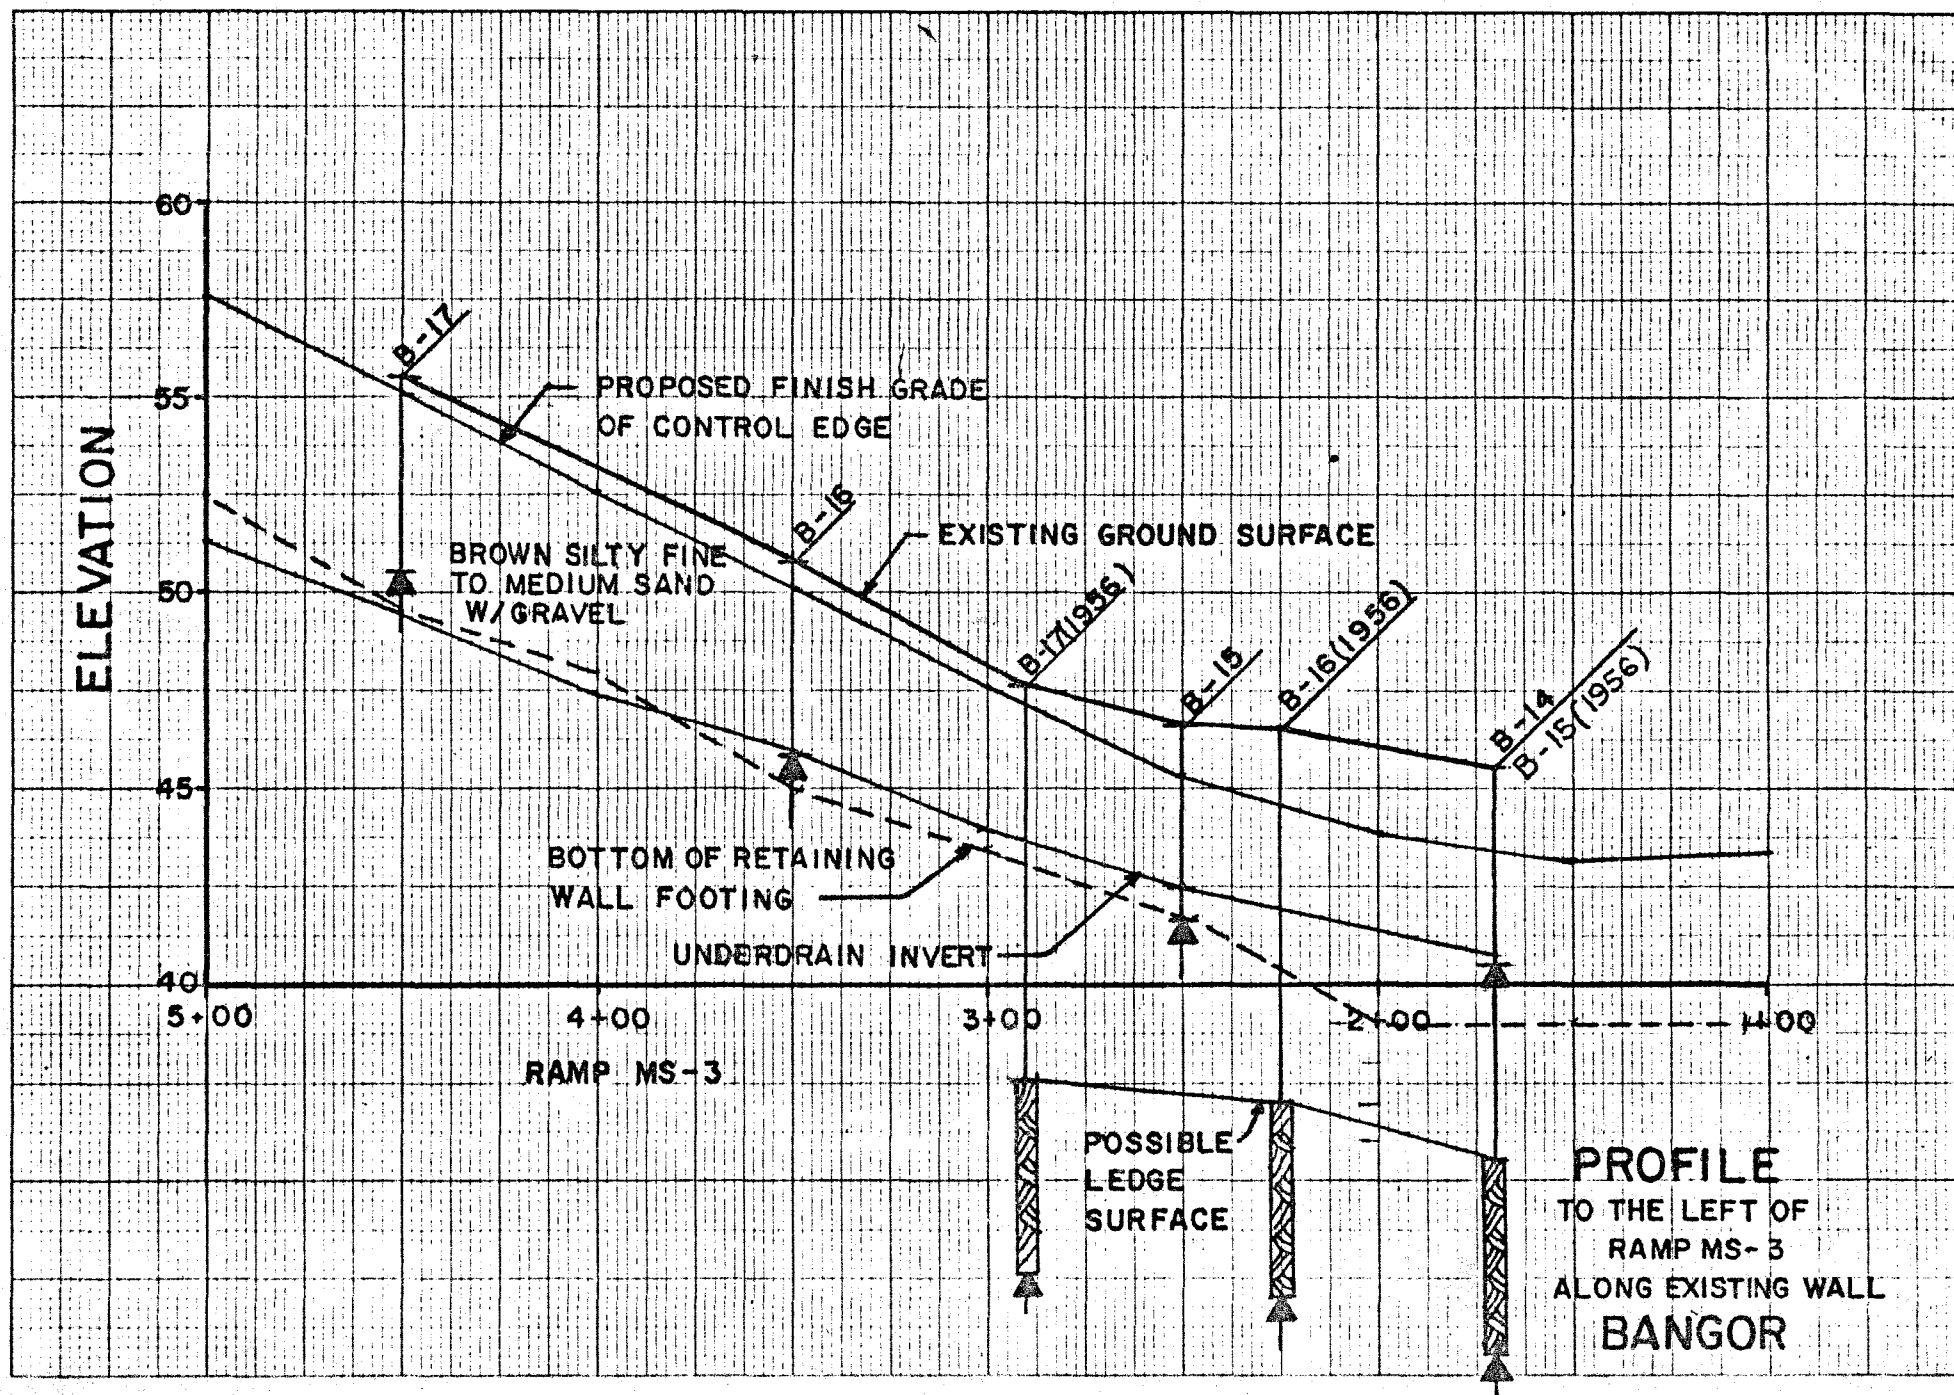 60
B-17
55
PROPOSED FINISH GRADE
OF CONTROL EDGE
ELEVATION
B-16
EXISTING GROUND SURFACE
BROWN SILTY FINE
TO MEDIUM SAND
W/GRAVEL
50
B-17(1956)
B-15
B-16(1956)
B-14
B-15(1956)
45
BOTTOM OF RETAINING
WALL FOOTING
UNDERDRAIN INVERT
40
5+00 4+00 3+00 2+00 1+00
RAMP MS-3
POSSIBLE
LEDGE
SURFACE
PROFILE
TO THE LEFT OF
RAMP MS-3
ALONG EXISTING WALL
BANGOR